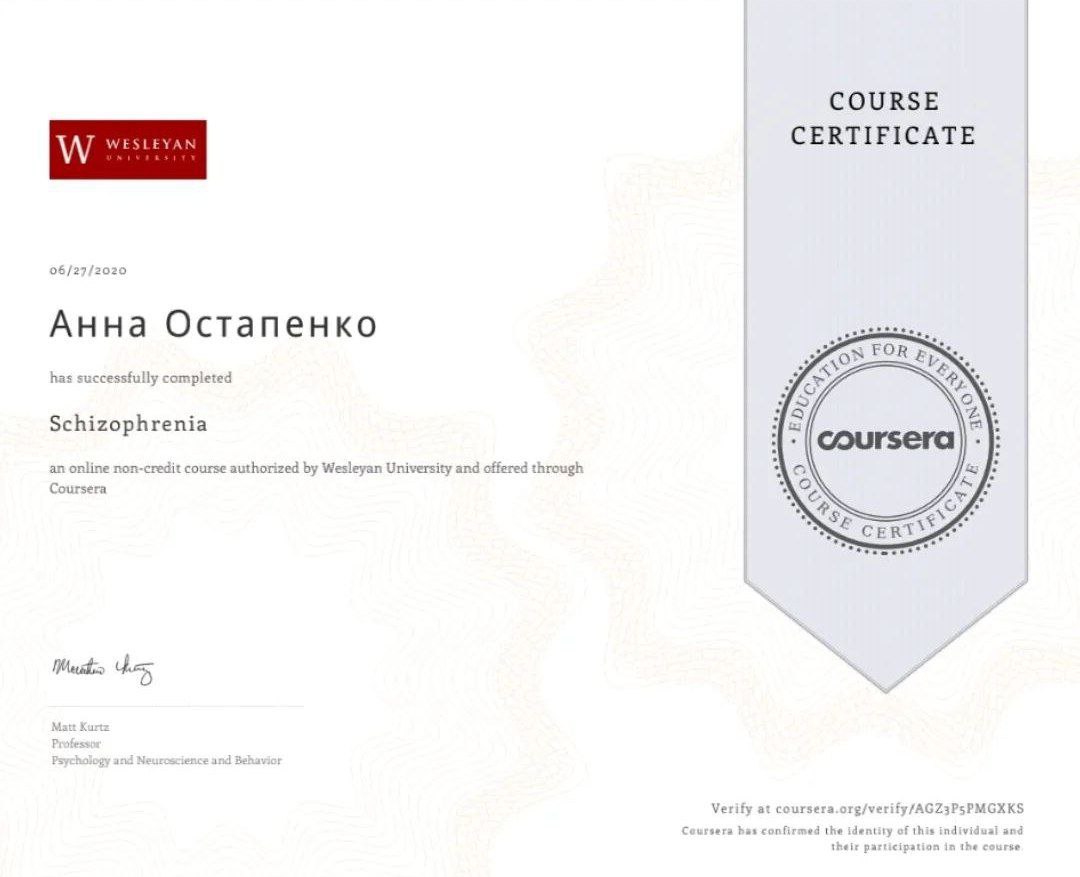 COURSE
CERTIFICATE
W WESLEYAN
UNIVERSITY
06/27/2020
Анна Остапенко
has successfully completed
Schizophrenia
an online non-credit course authorized by Wesleyan University and offered through
Coursera
EDUCATION FOR EVERYONE
coursera
COURSE CERTIFICATE
Matt Kurtz
Professor
Psychology and Neuroscience and Behavior
Verify at coursera.org/verify/AGZ3P5PMGXKS
Coursera has confirmed the identity of this individual and
their participation in the course.